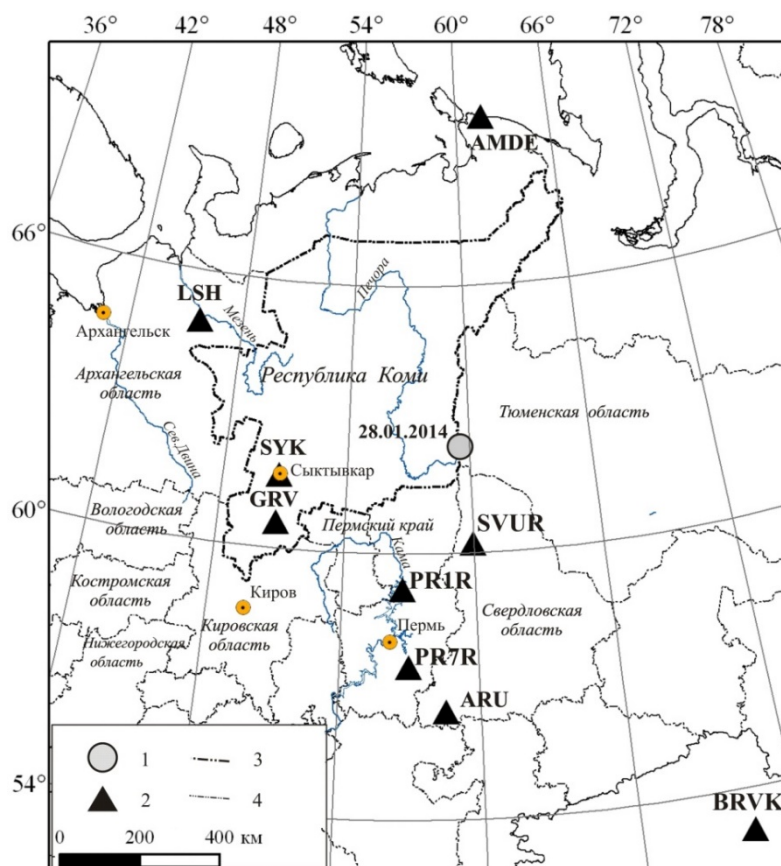 36° 42° 48° 54° 60° 66° 72° 78°
AMDE
66°
LSH
Печора
Мезень
Архангельск
Архангельская
область
Республика Коми
Тюменская область
28.01.2014
Сев.Двина
SYK
Сыктывкар
60°
GRV
Вологодская
область
Пермский край
SVUR
Кама
Костромская
область
PR1R
Киров
Свердловская
область
Кировская
область
Пермь
Нижегородская
область
PR7R
ARU
1 3
54°
2 4
BRVK
0 200 400 км